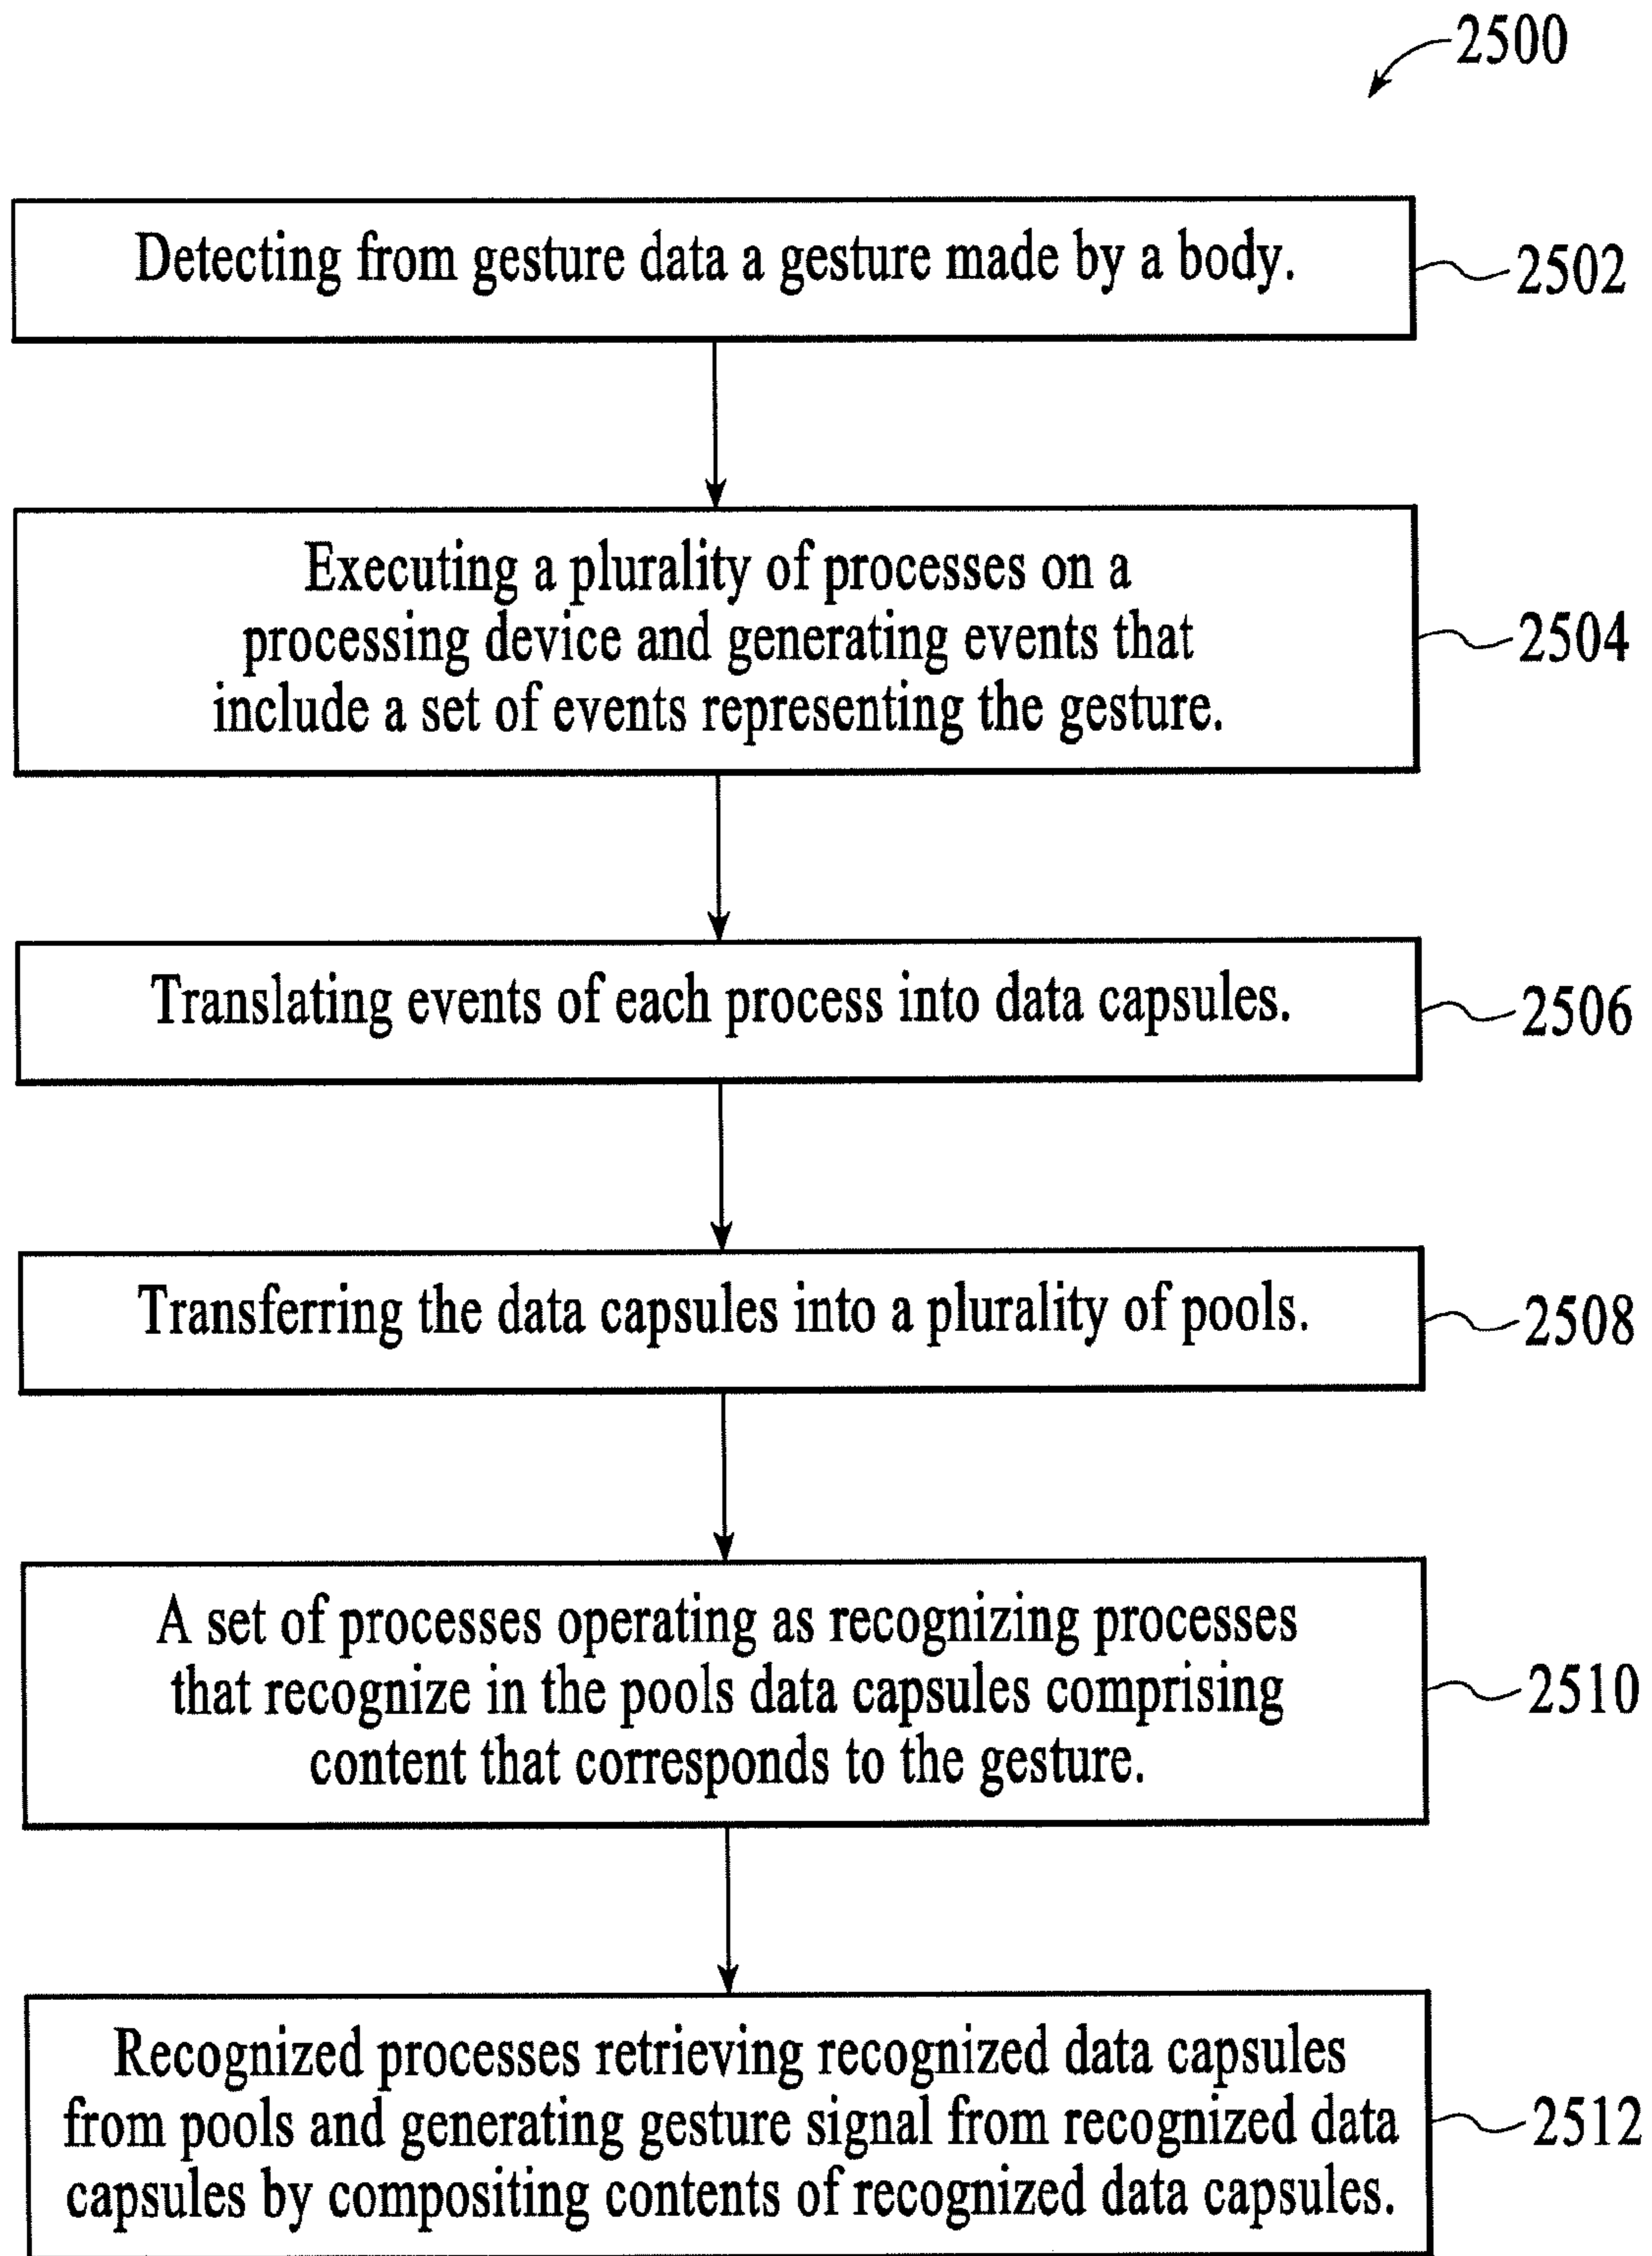 2500
Detecting from gesture data a gesture made by a body.
2502
Executing a plurality of processes on a
processing device and generating events that
include a set of events representing the gesture.
2504
Translating events of each process into data capsules.
2506
Transferring the data capsules into a plurality of pools.
2508
A set of processes operating as recognizing processes
that recognize in the pools data capsules comprising
content that corresponds to the gesture.
2510
Recognized processes retrieving recognized data capsules
from pools and generating gesture signal from recognized data
capsules by compositing contents of recognized data capsules.
2512